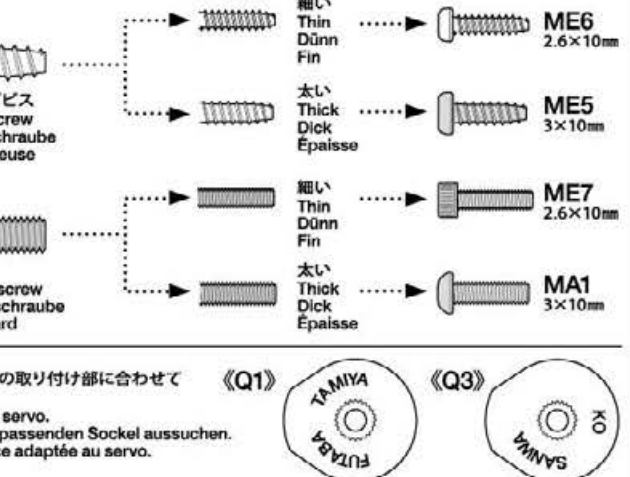 細い
Thin
Dünn
Fin
ME6
2.6×10mm
ビス
crew
hraube
euse
太い
Thick
Dick
Épaisse
ME5
3×10mm
細い
Thin
Dünn
Fin
ME7
2.6×10mm
screw
schraube
rd
太い
Thick
Dick
Épaisse
MA1
3×10mm
の取り付け部に合わせて
servo.
passenden Sockel aussuchen.
e adaptée au servo.
《Q1》
TAMIYA
FUTABA
《Q3》
KO
SANWA